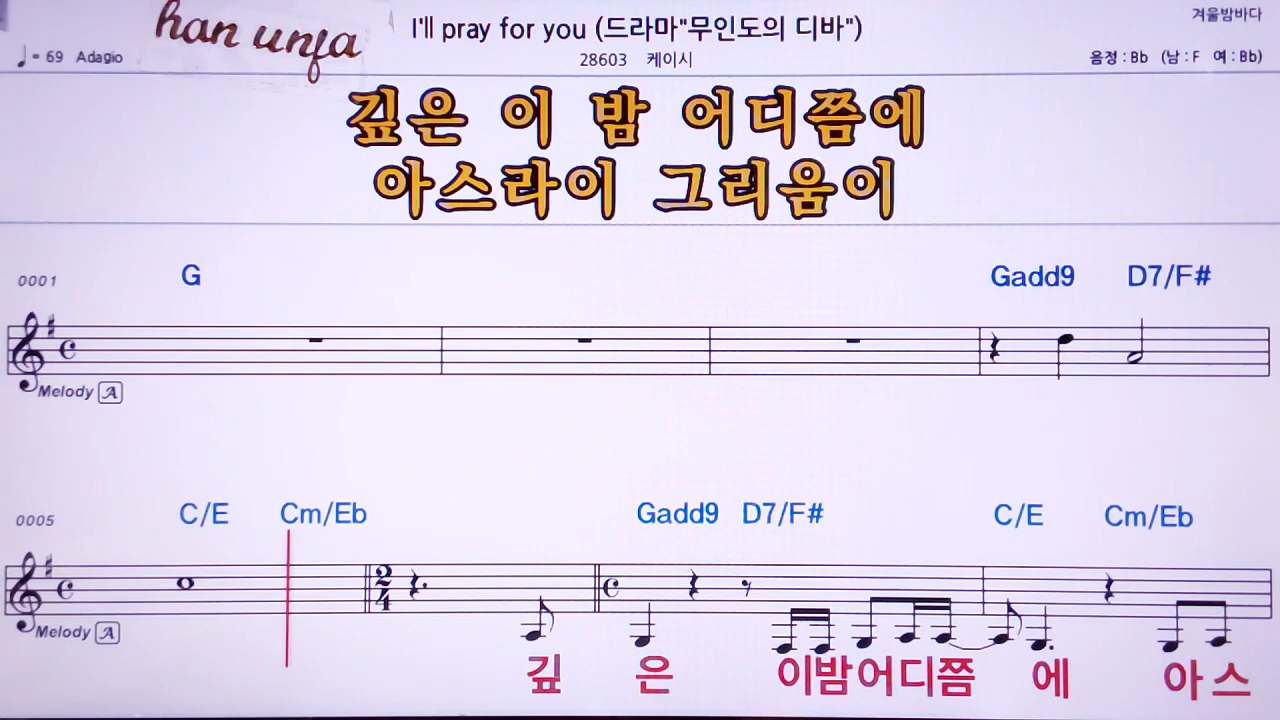 han unfa
I'll pray for you (드라마"무인도의 디바")
겨울밤바다
♩= 69 Adagio
28603 케이시
음정 : Bb (남 : F 여 : Bb)
깊은 이 밤 어디쯤에
아스라이 그리움이
0001 G Gadd9 D7/F#
Melody A
0005 C/E Cm/Eb Gadd9 D7/F# C/E Cm/Eb
2
4
Melody A
깊 은 이밤어디쯤 에 아스